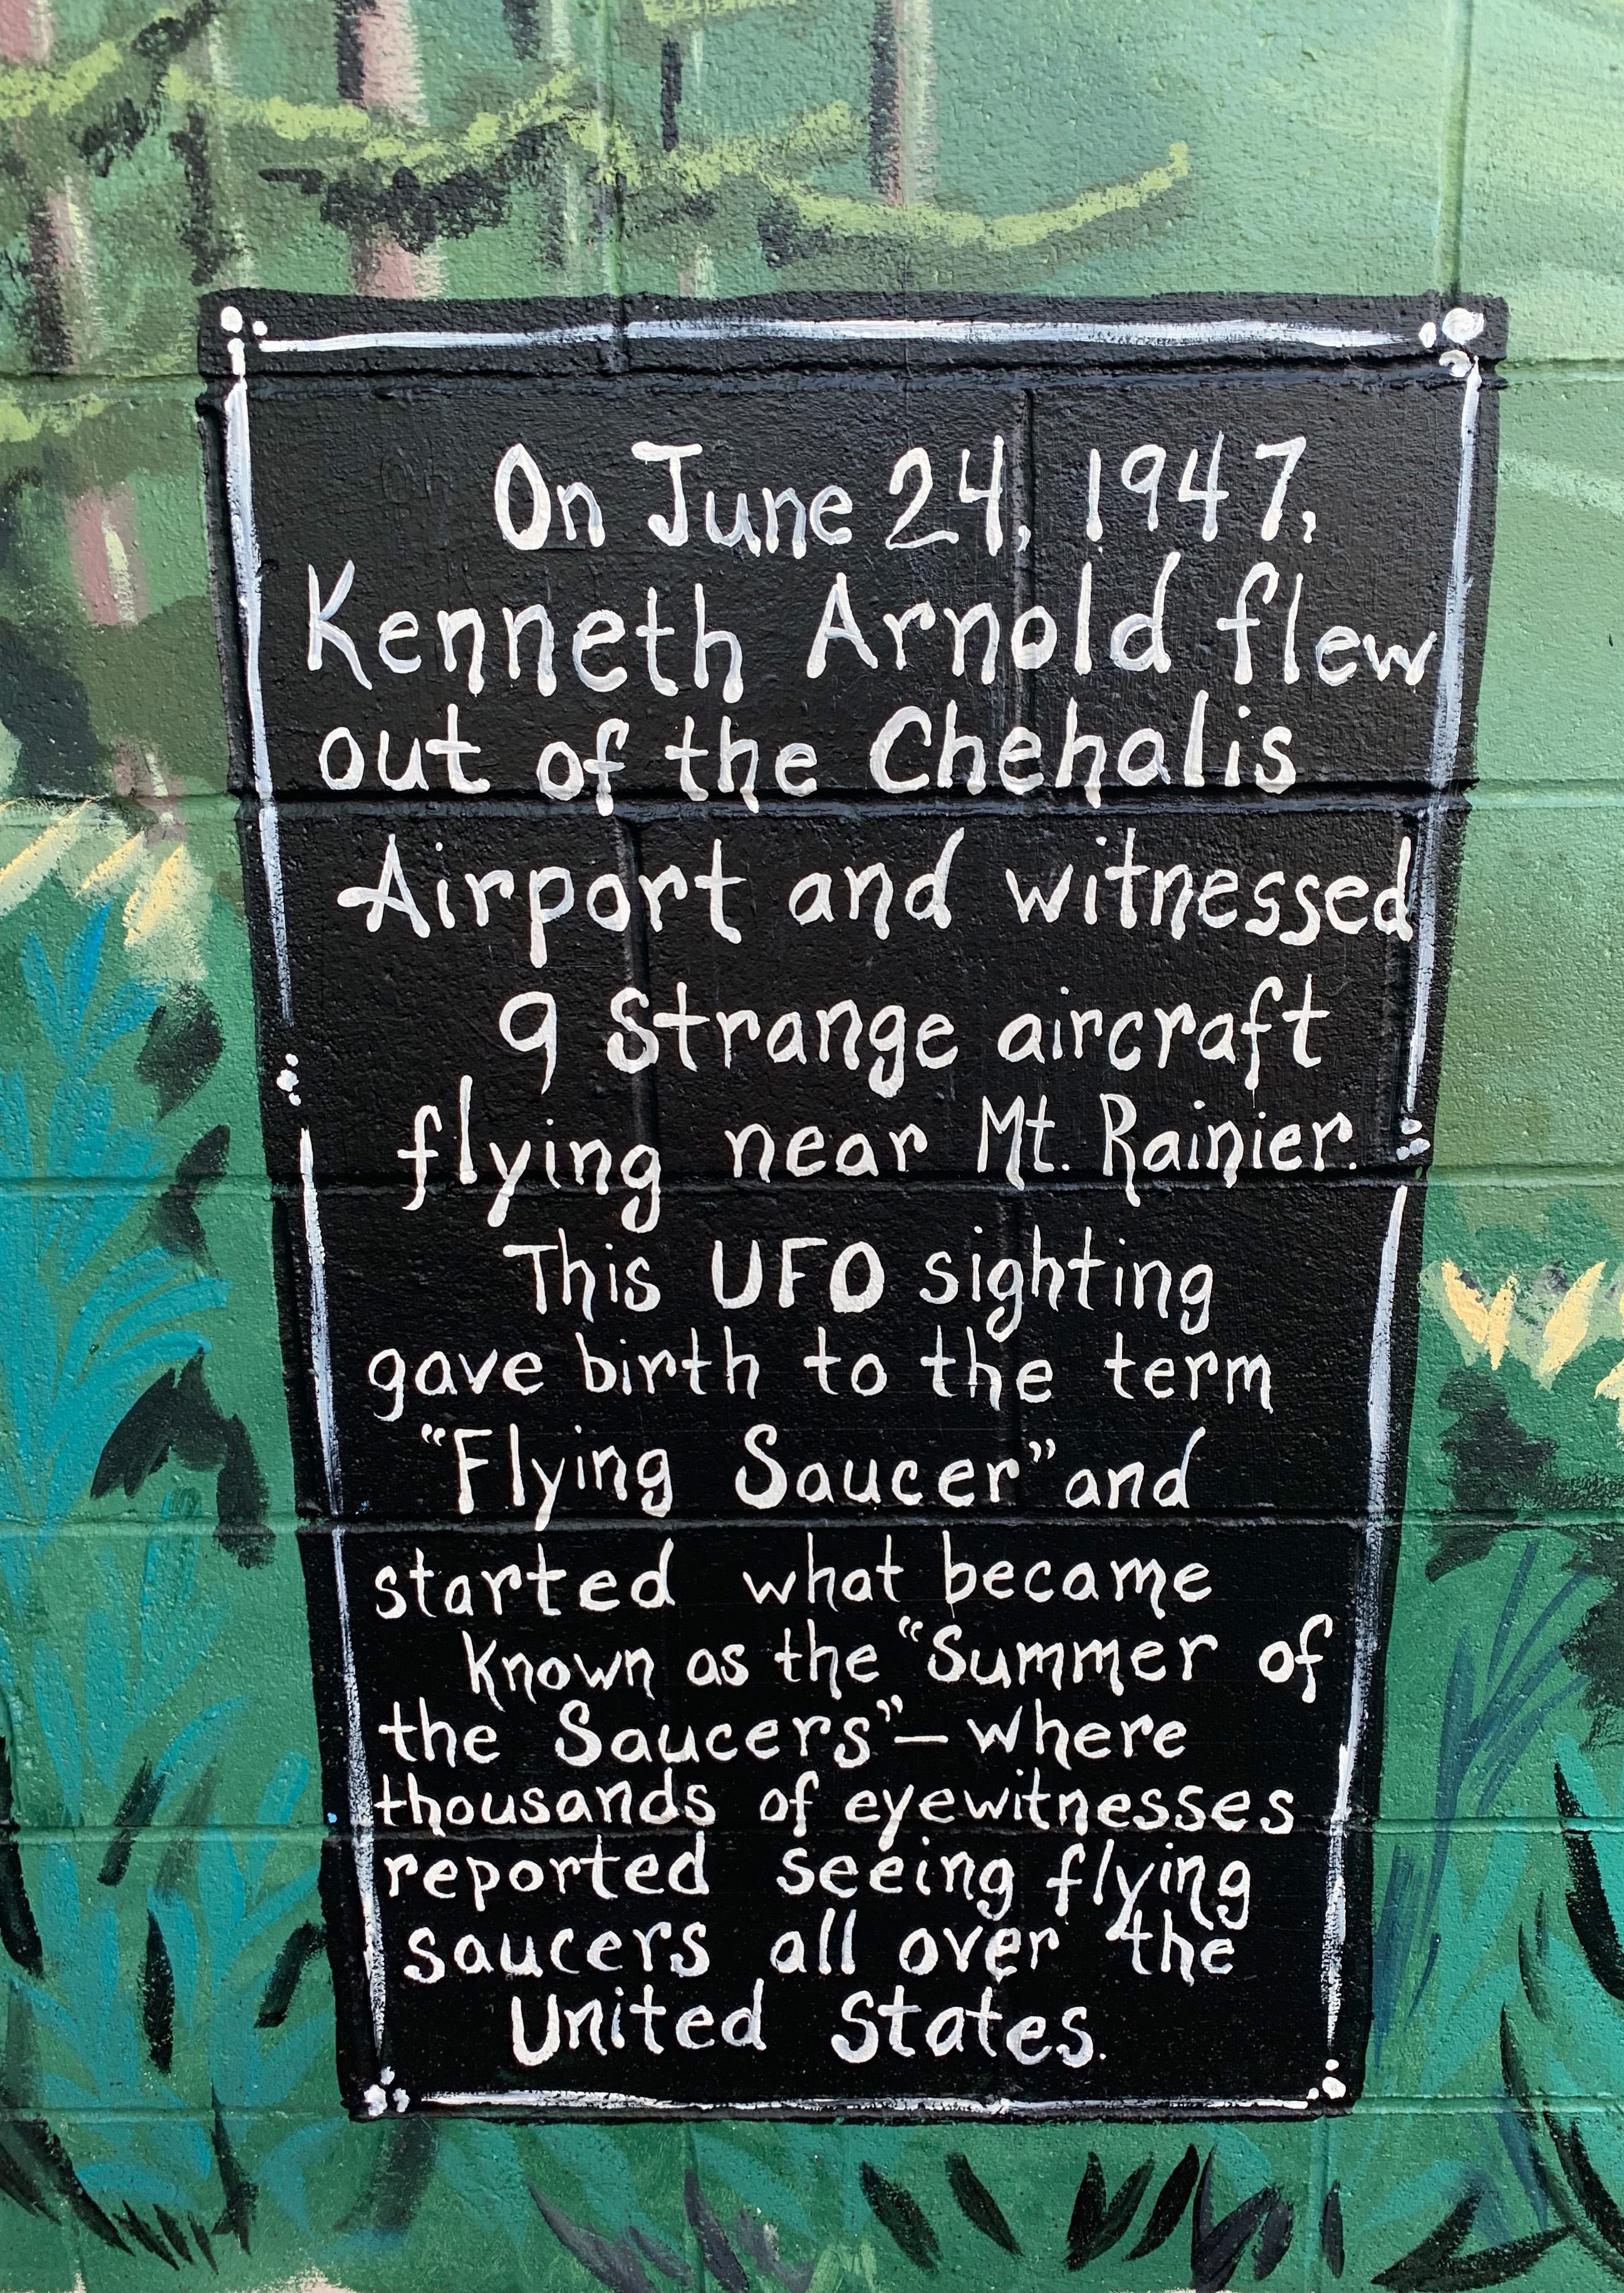 On June 24, 1947,
Kenneth Arnold flew
out of the Chehalis
Airport and witnessed
9 Strange aircraft
flying near Mt. Rainier.
This UFO sighting
gave birth to the term
"Flying Saucer" and
started what became
known as the "Summer of
the Saucers" — where
thousands of eyewitnesses
reported seeing flying
saucers all over the
United States.